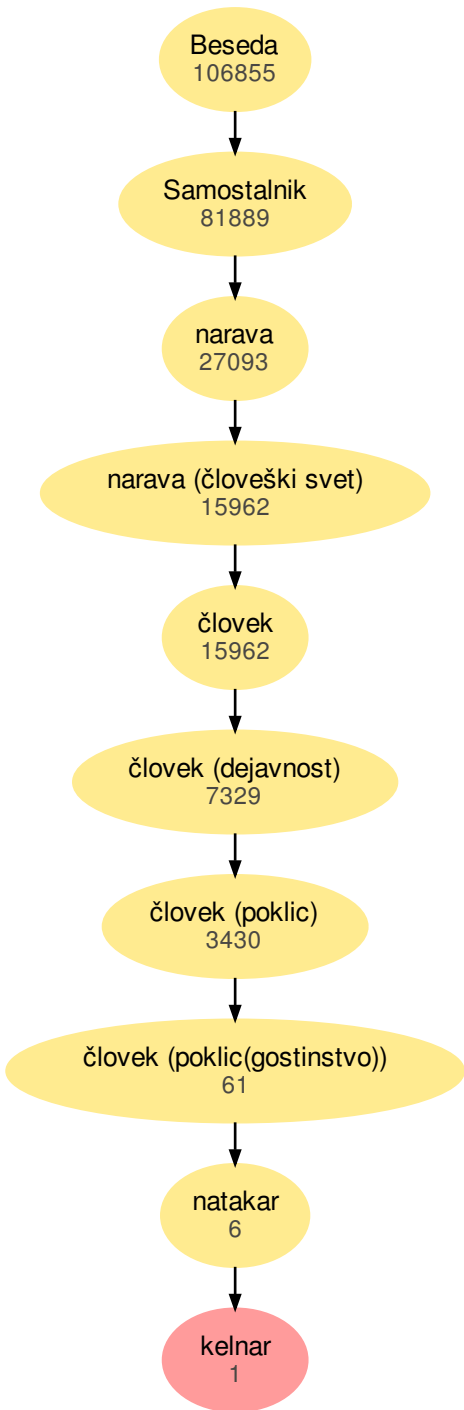 Beseda
106855
Samostalnik
81889
narava
27093
narava (človeški svet)
15962
človek
15962
človek (dejavnost)
7329
človek (poklic)
3430
človek (poklic(gostinstvo))
61
natakar
6
kelnar
1